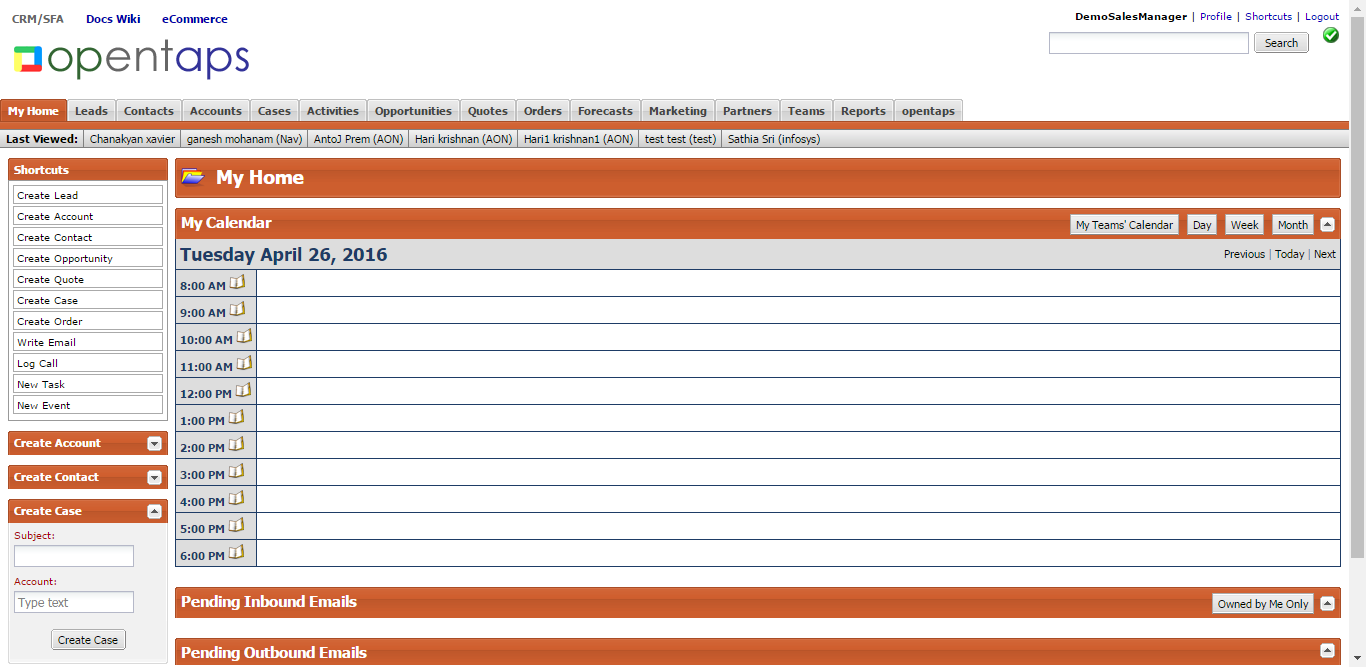 CRM/SFA Docs Wiki eCommerce
DemoSalesManager | Profile | Shortcuts | Logout
opentaps
Search
My Home Leads Contacts Accounts Cases Activities Opportunities Quotes Orders Forecasts Marketing Partners Teams Reports opentaps
Last Viewed: Chanakyan xavier ganesh mohanam (Nav) AntoJ Prem (AON) Hari krishnan (AON) Hari1 krishnan1 (AON) test test (test) Sathia Sri (infosys)
Shortcuts
Create Lead
Create Account
Create Contact
Create Opportunity
Create Quote
Create Case
Create Order
Write Email
Log Call
New Task
New Event
Create Account
Create Contact
Create Case
Subject:
Account:
Type text
Create Case
My Home
My Calendar
My Teams' Calendar Day Week Month
Tuesday April 26, 2016
Previous | Today | Next
8:00 AM
9:00 AM
10:00 AM
11:00 AM
12:00 PM
1:00 PM
2:00 PM
3:00 PM
4:00 PM
5:00 PM
6:00 PM
Pending Inbound Emails
Owned by Me Only
Pending Outbound Emails